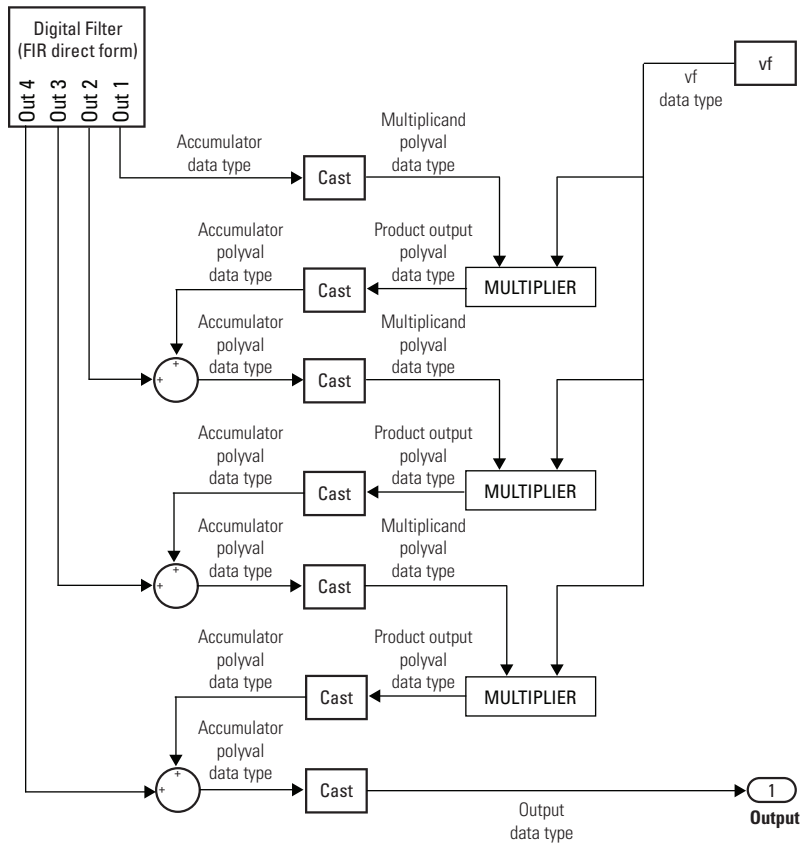 Digital Filter
(FIR direct form)
Out 4
Out 3
Out 2
Out 1
vf
vf
data type
Accumulator
data type
Cast
Multiplicand
polyval
data type
Accumulator
polyval
data type
Cast
Product output
polyval
data type
MULTIPLIER
+
+
Accumulator
polyval
data type
Cast
Multiplicand
polyval
data type
Accumulator
polyval
data type
Cast
Product output
polyval
data type
MULTIPLIER
+
+
Accumulator
polyval
data type
Cast
Multiplicand
polyval
data type
Accumulator
polyval
data type
Cast
Product output
polyval
data type
MULTIPLIER
+
+
Accumulator
polyval
data type
Cast
Output
data type
1
Output